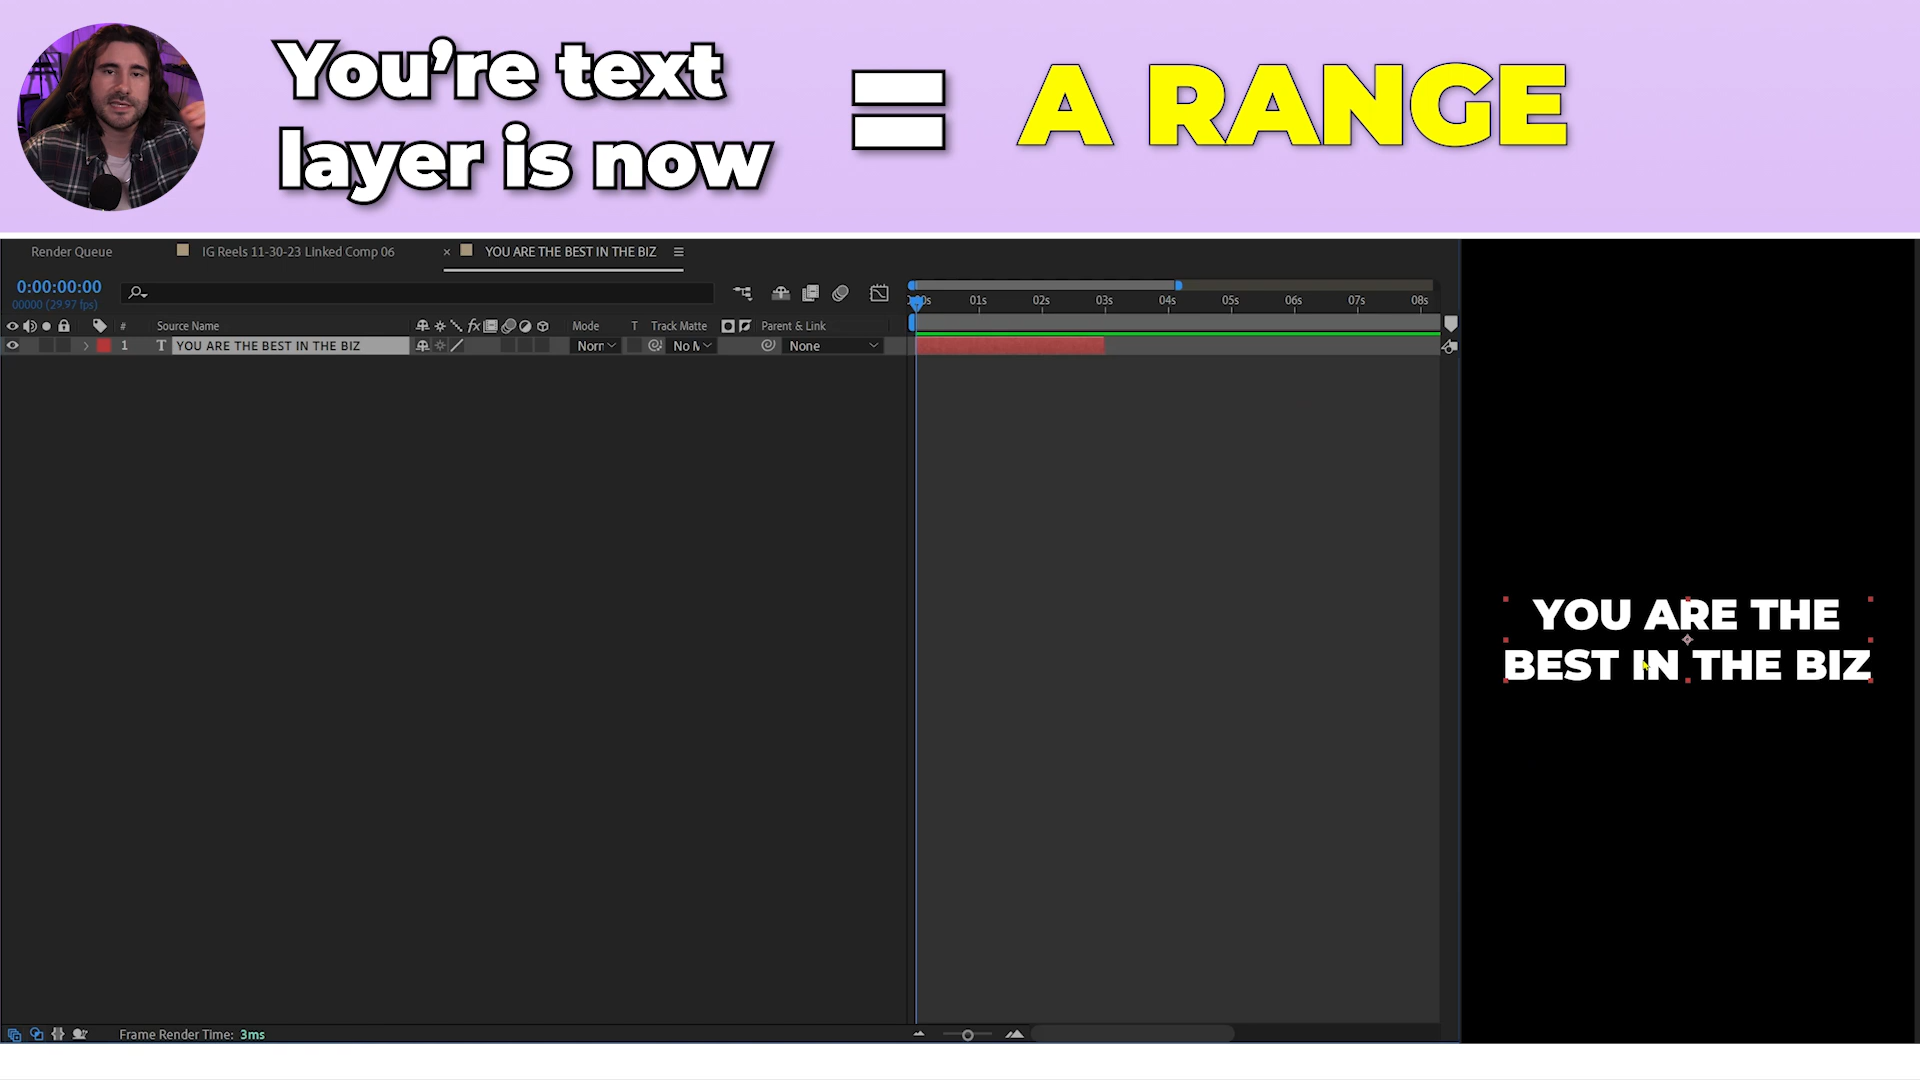 You're text
layer is now
= A RANGE
Render Queue
IG Reels 11-30-23 Linked Comp 06
× YOU ARE THE BEST IN THE BIZ
0:00:00:00
00000 (29.97 fps)
01s 02s 03s 04s 05s 06s 07s 08s
# Source Name Mode T Track Matte Parent & Link
1 T YOU ARE THE BEST IN THE BIZ Norn No M None
YOU ARE THE
BEST IN THE BIZ
Frame Render Time: 3ms